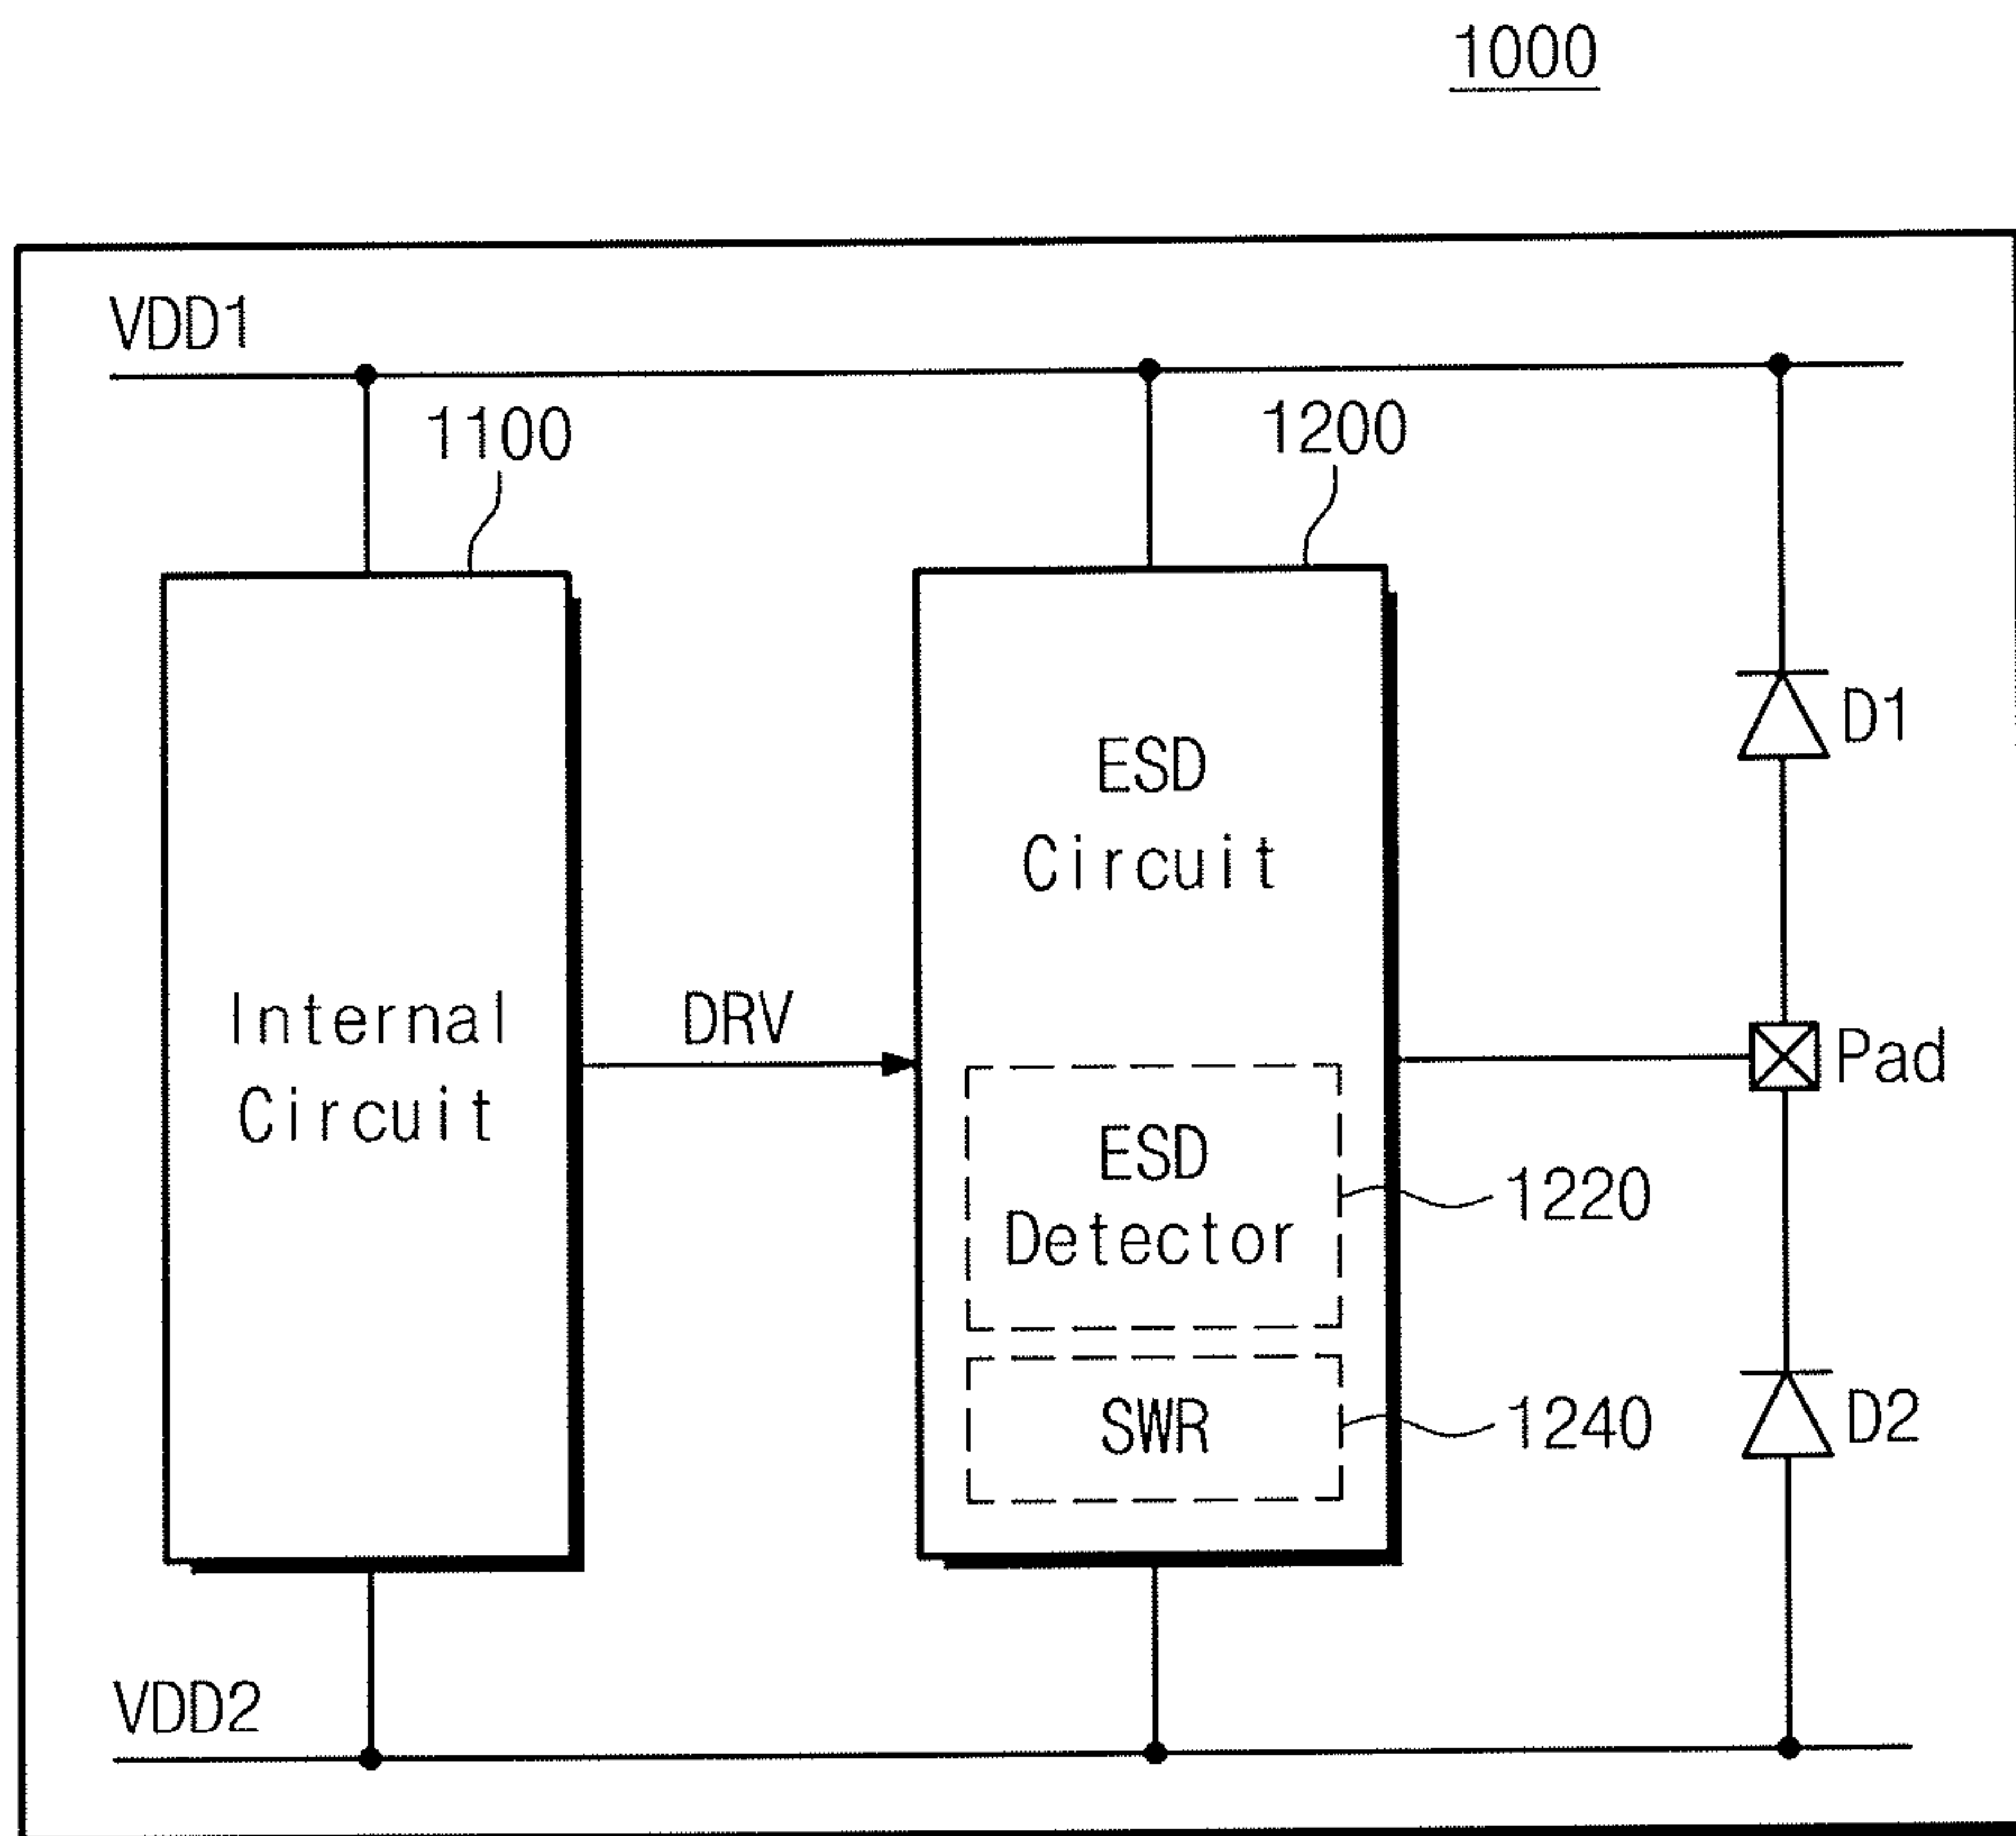 1000
VDD1
1100
1200
D1
ESD
Circuit
Internal
Circuit
DRV
Pad
ESD
Detector
1220
SWR
1240
D2
VDD2